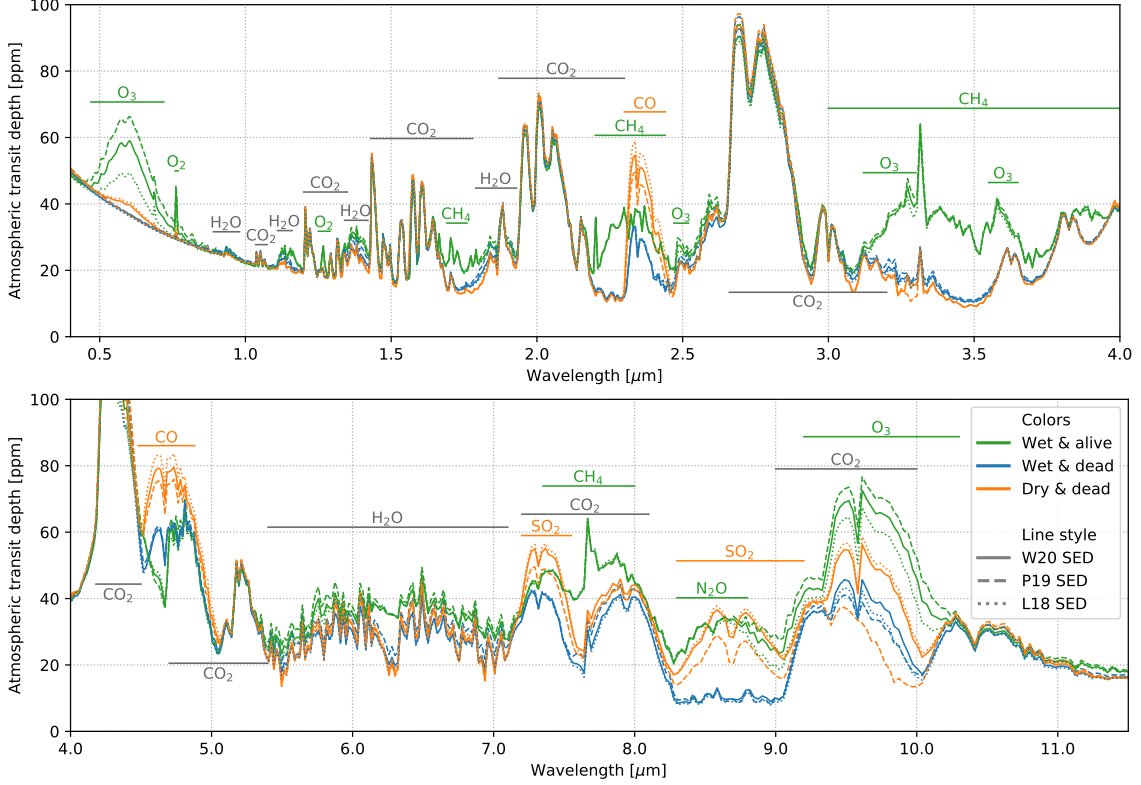 Atmospheric transit depth [ppm]
100
80
60
40
20
0
O₃
O₂
H₂O
CO₂
H₂O
CO₂
O₂
H₂O
CO₂
CH₄
H₂O
CO₂
CO
CH₄
O₃
CO₂
CH₄
O₃
O₃
0.5 1.0 1.5 2.0 2.5 3.0 3.5 4.0
Wavelength [μm]
Atmospheric transit depth [ppm]
100
80
60
40
20
0
CO
CO₂
CO₂
H₂O
CH₄
CO₂
SO₂
SO₂
N₂O
O₃
CO₂
Colors
Wet & alive
Wet & dead
Dry & dead
Line style
W20 SED
P19 SED
L18 SED
4.0 5.0 6.0 7.0 8.0 9.0 10.0 11.0
Wavelength [μm]